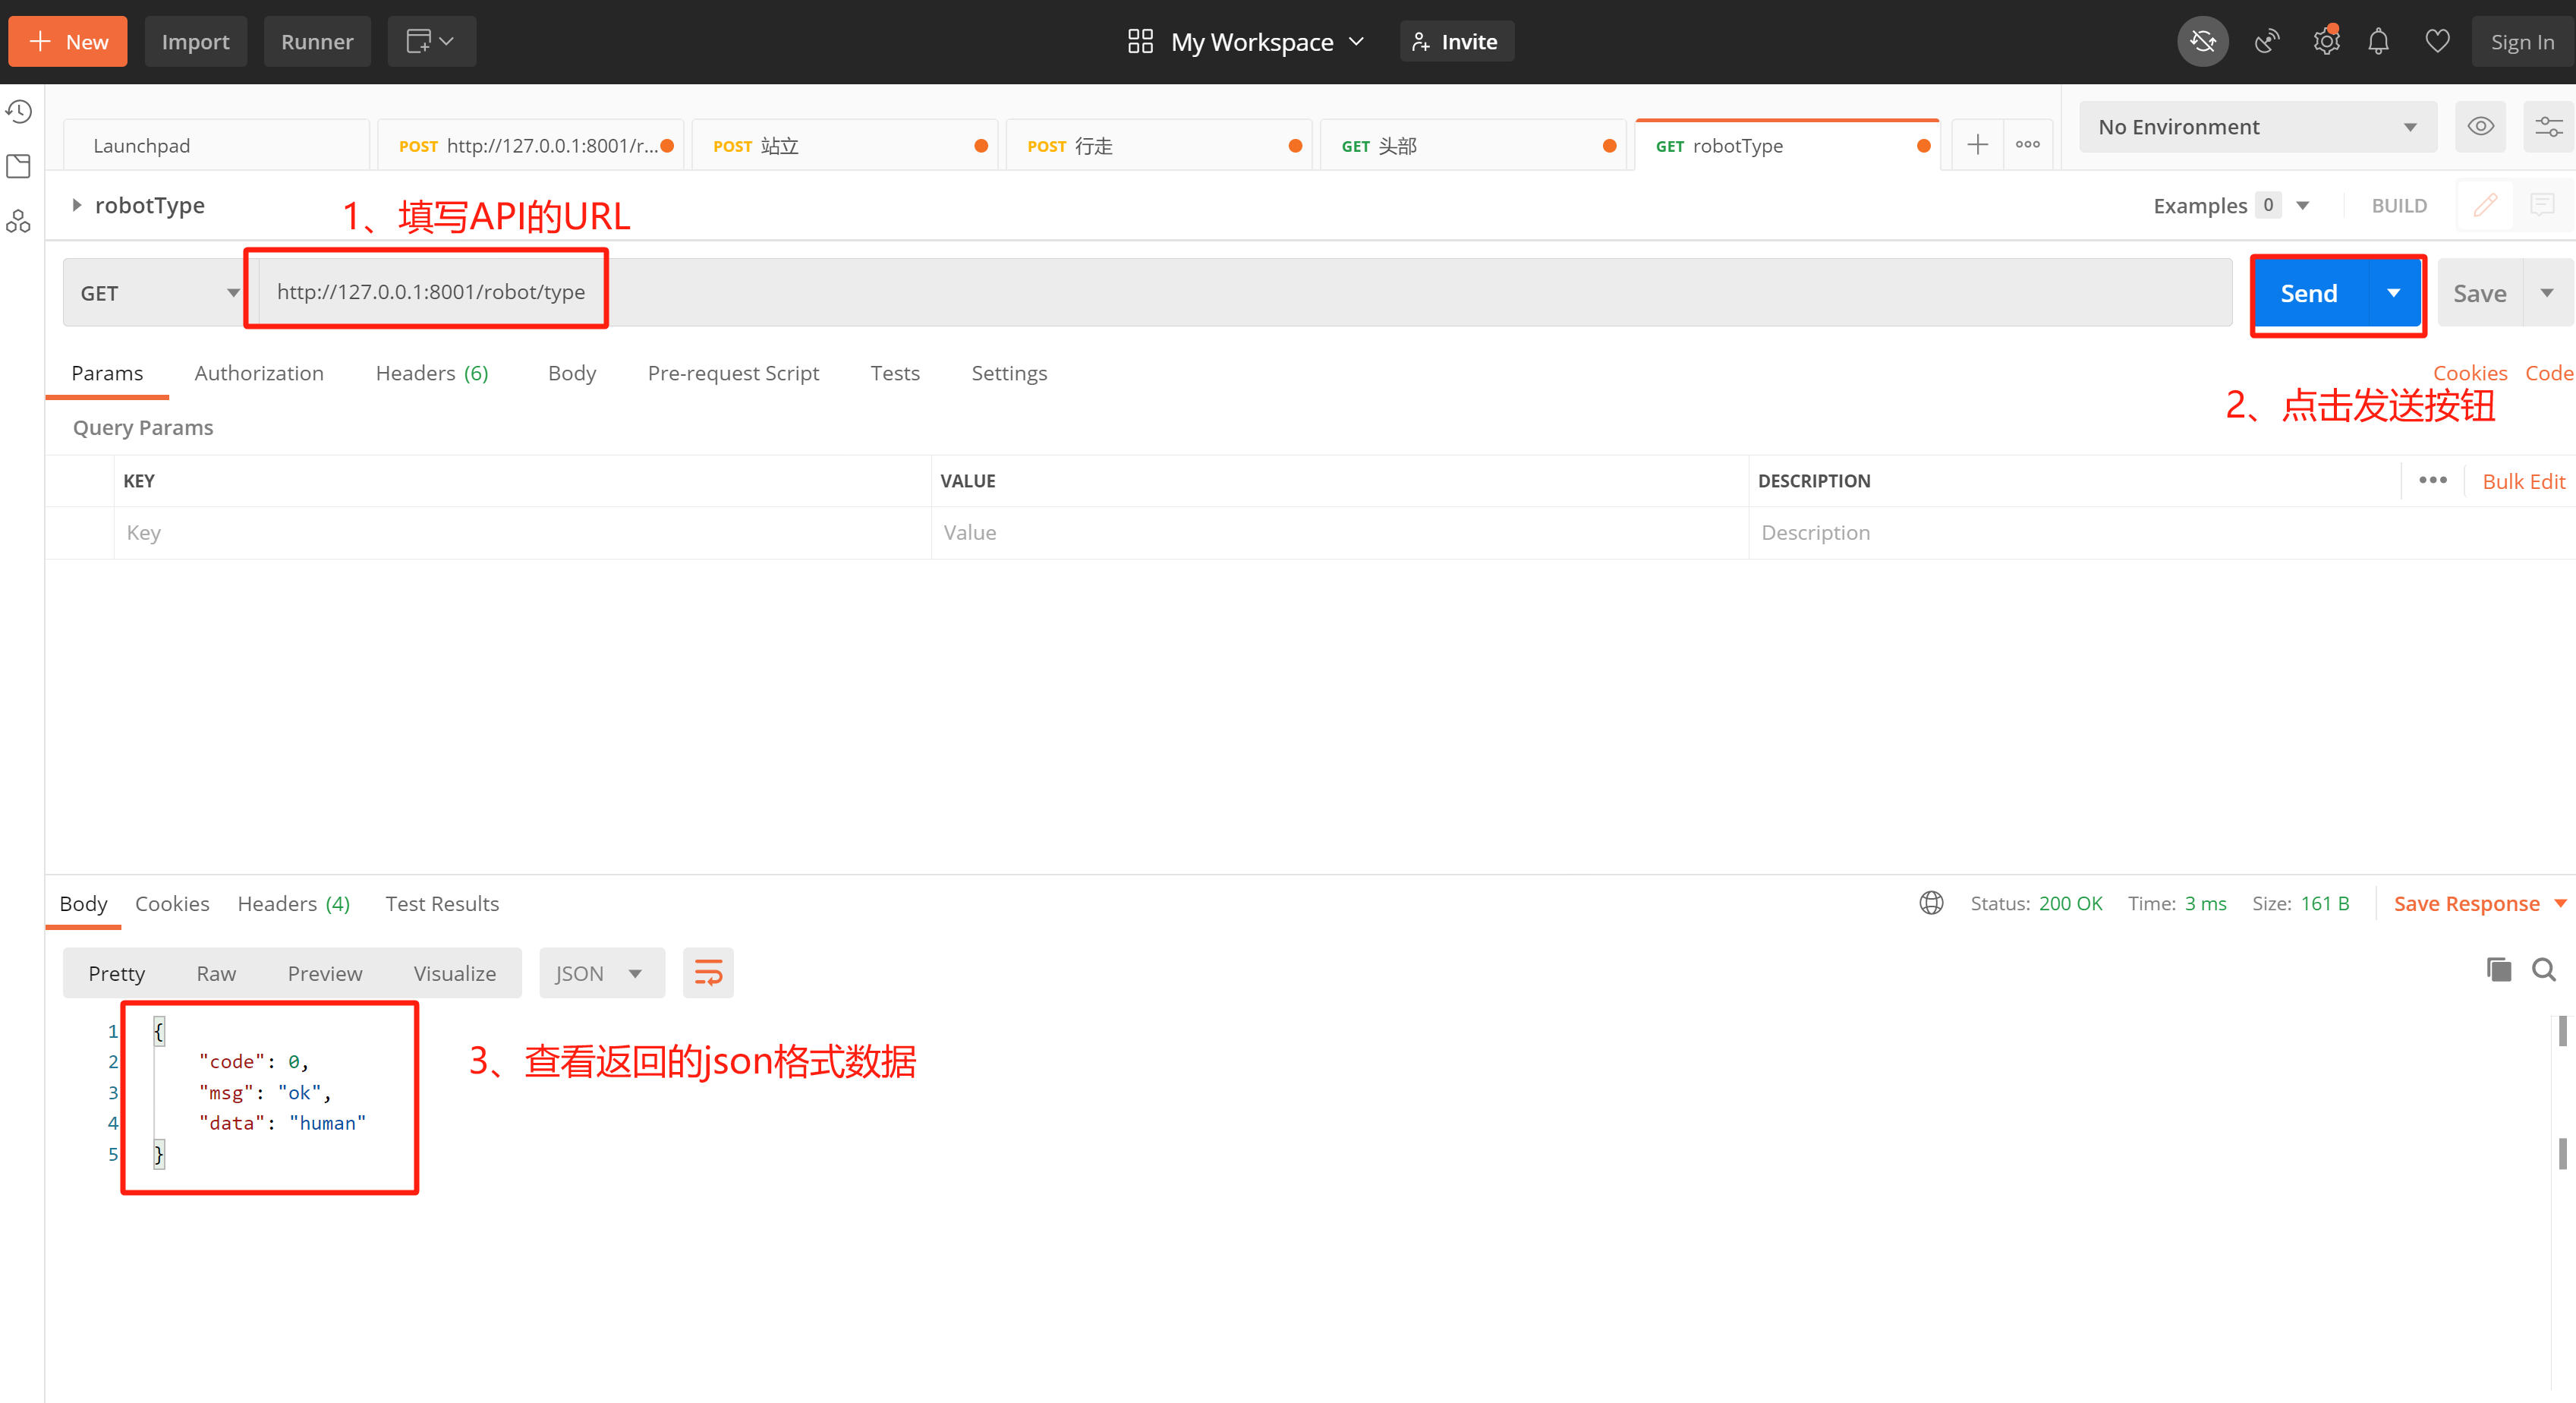 New Import Runner My Workspace Invite Sign In
Launchpad POST http://127.0.0.1:8001/r... POST 站立 POST 行走 GET 头部 GET robotType No Environment
robotType Examples 0 BUILD
1、填写API的URL
GET http://127.0.0.1:8001/robot/type Send Save
Params Authorization Headers (6) Body Pre-request Script Tests Settings Cookies Code
2、点击发送按钮
Query Params
KEY VALUE DESCRIPTION Bulk Edit
Key Value Description
Body Cookies Headers (4) Test Results Status: 200 OK Time: 3 ms Size: 161 B Save Response
Pretty Raw Preview Visualize JSON
1 {
2 "code": 0,
3 "msg": "ok",
4 "data": "human"
5 }
3、查看返回的json格式数据